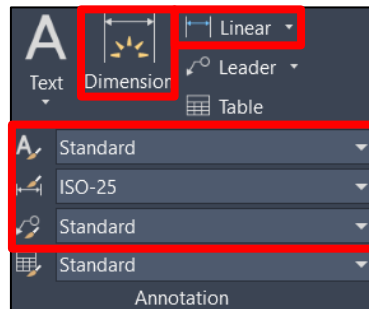 A
Linear
Leader
Text
Dimension
Table
A
Standard
ISO-25
Standard
Standard
Annotation